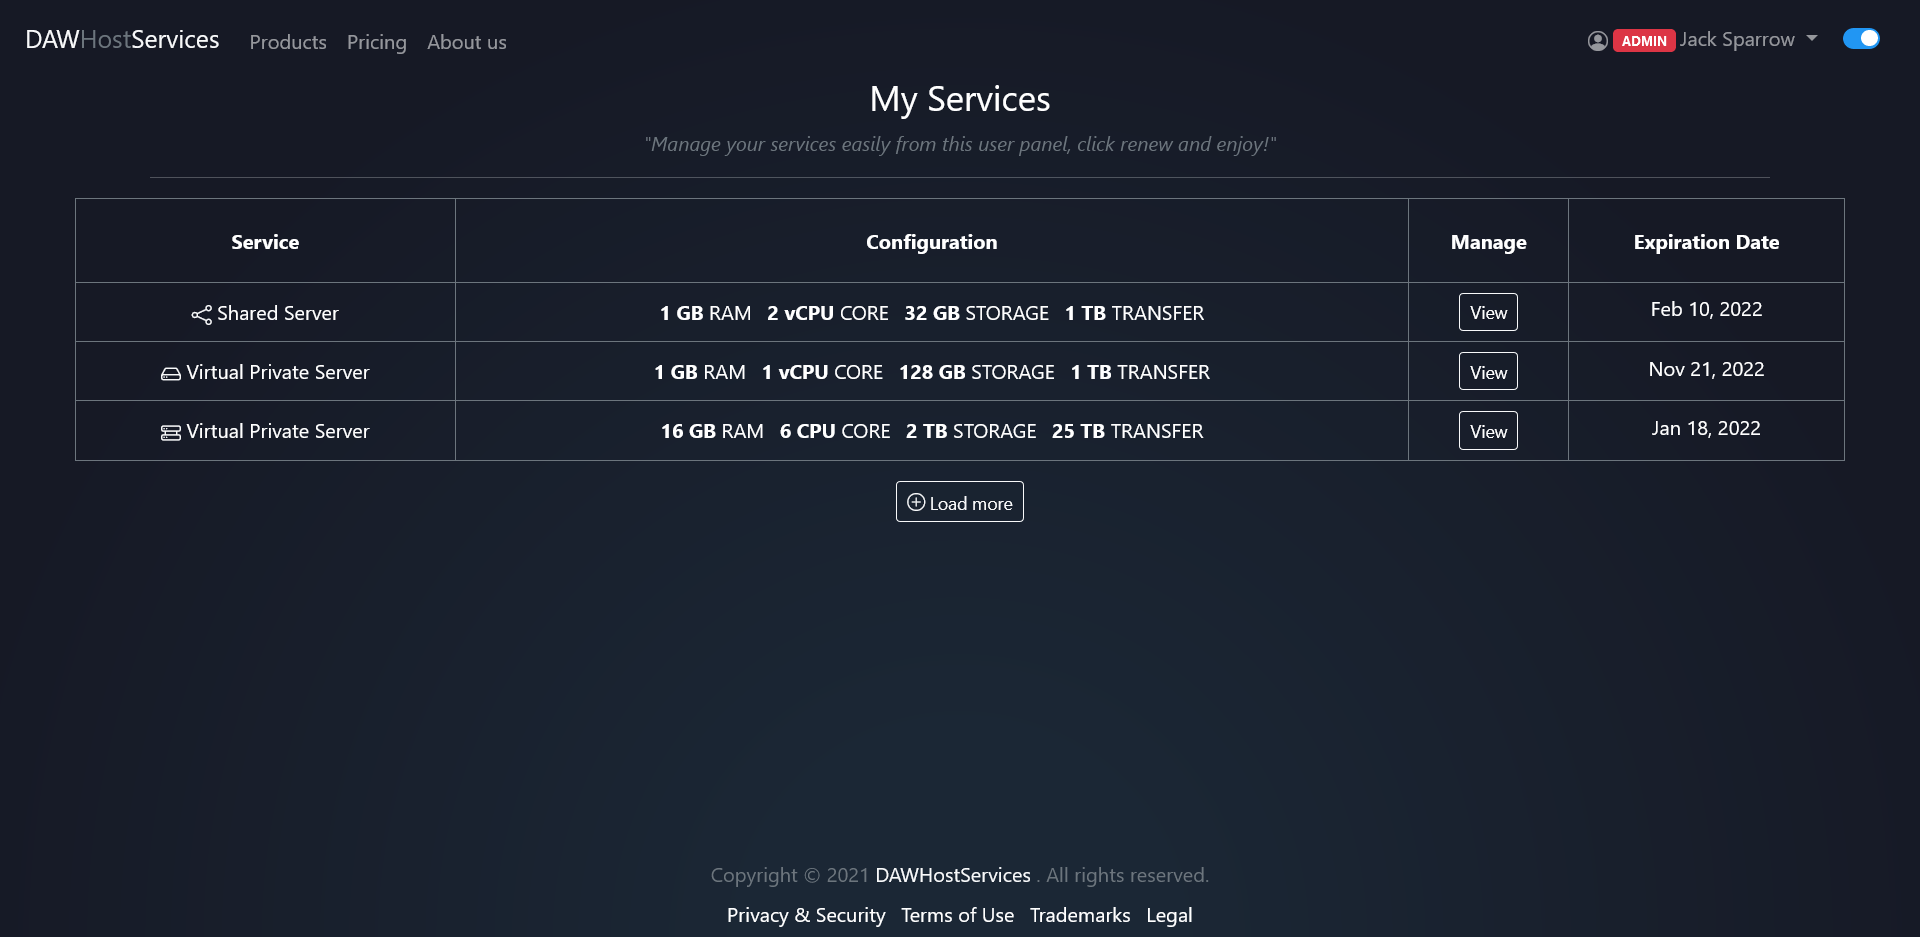 DAWHostServices Products Pricing About us ADMIN Jack Sparrow
My Services
"Manage your services easily from this user panel, click renew and enjoy!"
Service Configuration Manage Expiration Date
Shared Server 1 GB RAM 2 vCPU CORE 32 GB STORAGE 1 TB TRANSFER View Feb 10, 2022
Virtual Private Server 1 GB RAM 1 vCPU CORE 128 GB STORAGE 1 TB TRANSFER View Nov 21, 2022
Virtual Private Server 16 GB RAM 6 CPU CORE 2 TB STORAGE 25 TB TRANSFER View Jan 18, 2022
Load more
Copyright © 2021 DAWHostServices . All rights reserved.
Privacy & Security Terms of Use Trademarks Legal